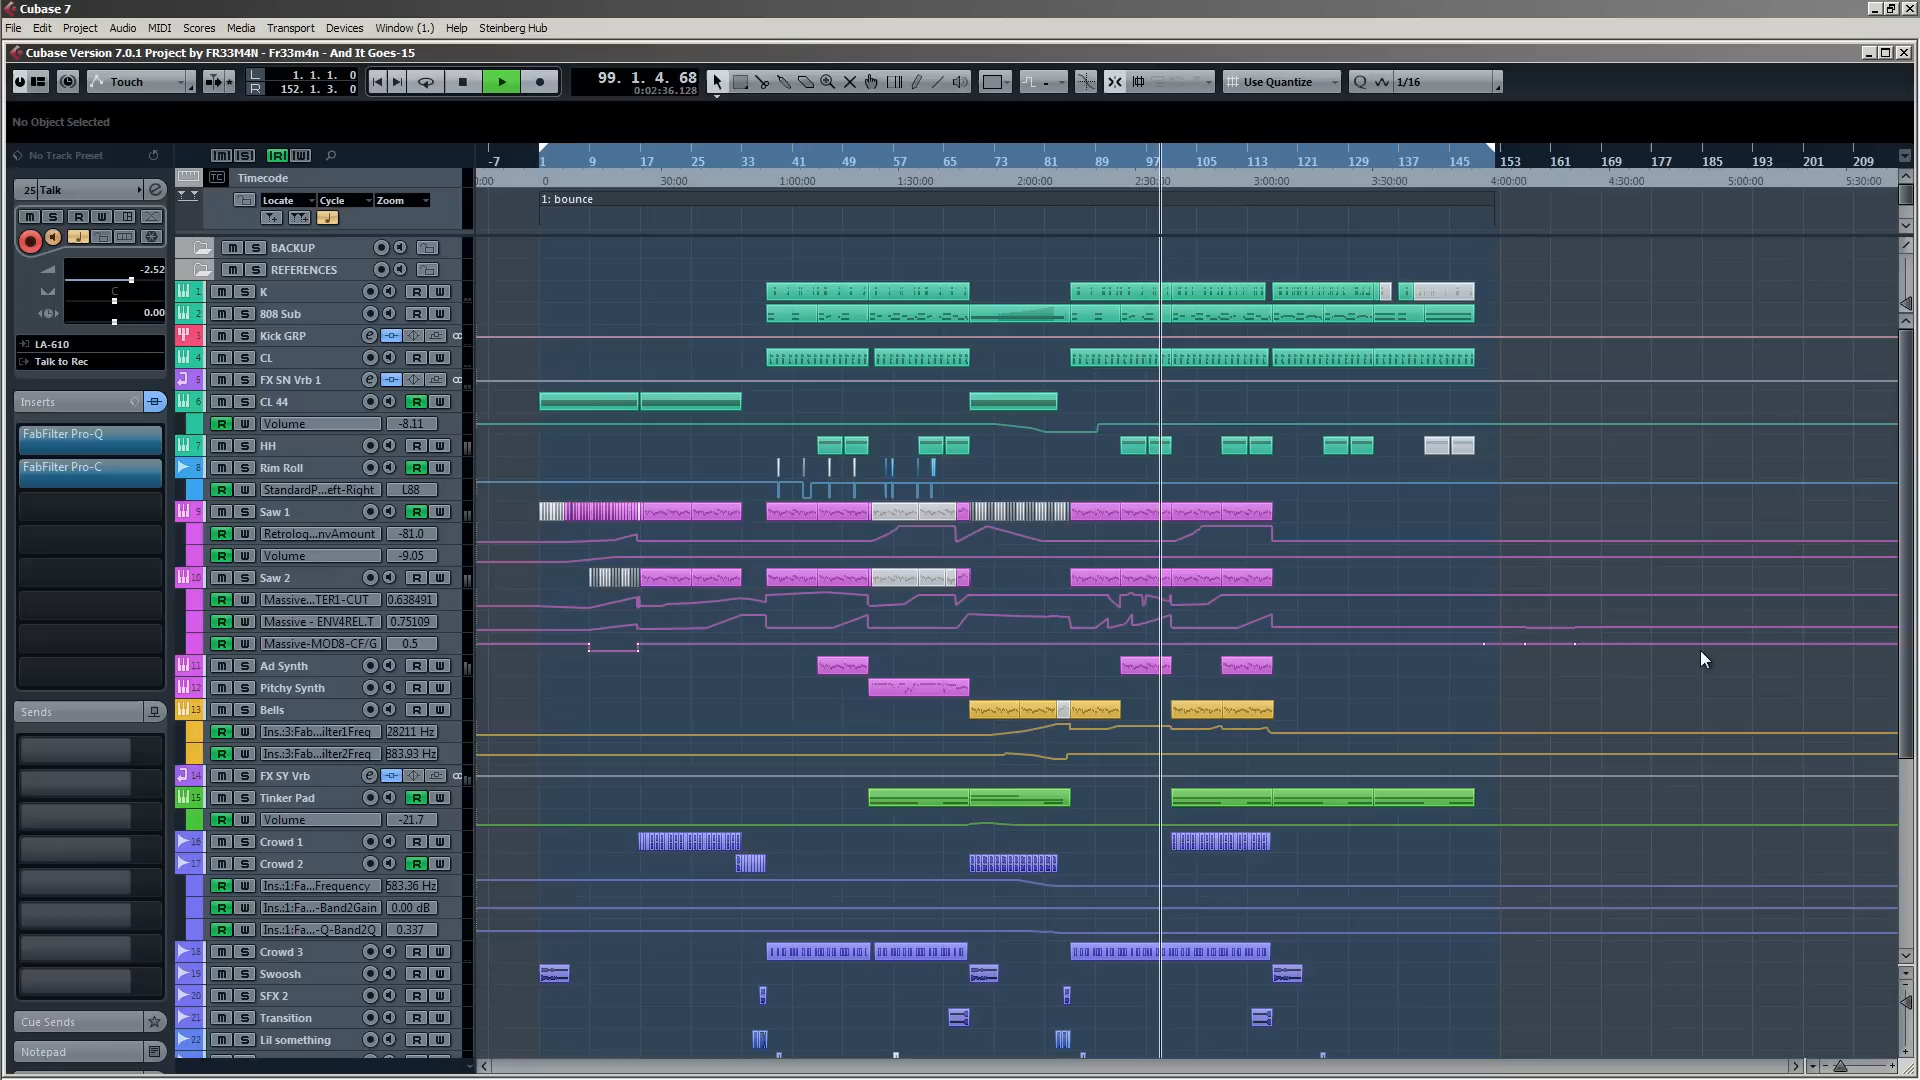 Cubase 7
File Edit Project Audio MIDI Scores Media Transport Devices Window (1.) Help Steinberg Hub
Cubase Version 7.0.1 Project by FR33M4N - Fr33m4n - And It Goes-15
Touch L R 1. 1. 1. 0 152. 1. 3. 0 99. 1. 4. 68 0:02:36.128 Use Quantize Q 1/16
No Object Selected
No Track Preset
25 Talk
M S R W
-2.52
C
0.00
LA-610
Talk to Rec
Inserts
FabFilter Pro-Q
FabFilter Pro-C
Sends
Cue Sends
Notepad
-7 1 9 17 25 33 41 49 57 65 73 81 89 97 105 113 121 129 137 145 153 161 169 177 185 193 201 209
TC Timecode 0:00 0 30:00 1:00:00 1:30:00 2:00:00 2:30:00 3:00:00 3:30:00 4:00:00 4:30:00 5:00:00 5:30:00
Locate Cycle Zoom
1: bounce
M S BACKUP
M S REFERENCES
1 M S K R W
2 M S 808 Sub R W
3 M S Kick GRP e
4 M S CL R W
5 M S FX SN Vrb 1 e
6 M S CL 44 R W
R W Volume -8.11
7 M S HH R W
8 M S Rim Roll R W
R W StandardP...eft-Right L88
9 M S Saw 1 R W
R W Retrolog...nvAmount -81.0
R W Volume -9.05
10 M S Saw 2 R W
R W Massive...TER1-CUT 0.638491
R W Massive - ENV4REL.T 0.75109
R W Massive-MOD8-CF/G 0.5
11 M S Ad Synth R W
12 M S Pitchy Synth R W
13 M S Bells R W
R W Ins.:3:Fab...ilter1Freq 28211 Hz
R W Ins.:3:Fab...ilter2Freq 883.93 Hz
14 M S FX SY Vrb e
15 M S Tinker Pad R W
R W Volume -21.7
16 M S Crowd 1 R W
17 M S Crowd 2 R W
R W Ins.:1:Fa...Frequency 583.36 Hz
R W Ins.:1:Fa...-Band2Gain 0.00 dB
R W Ins.:1:Fa...-Q-Band2Q 0.337
18 M S Crowd 3 R W
19 M S Swoosh R W
20 M S SFX 2 R W
21 M S Transition R W
22 M S Lil something R W